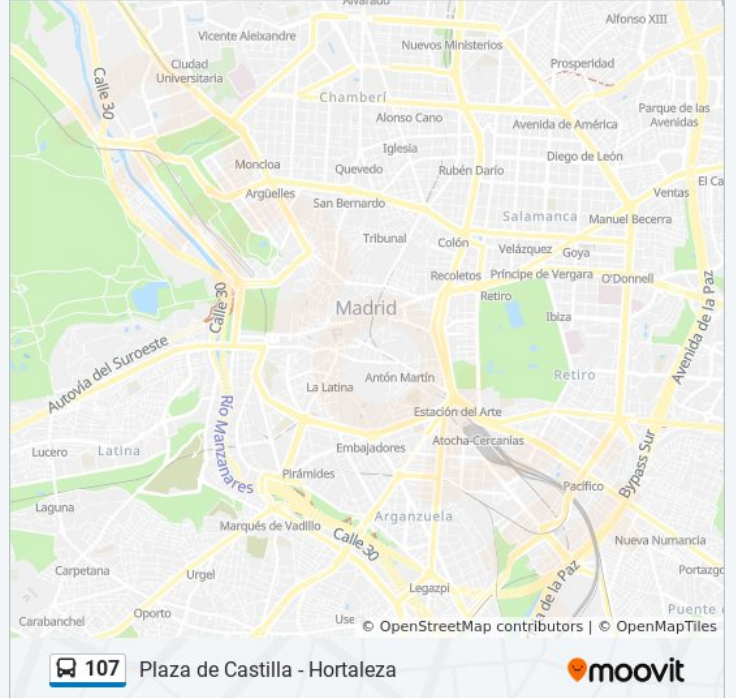 Alvarado
Alfonso XIII
Vicente Aleixandre
Nuevos Ministerios
Ciudad
Universitaria
Prosperidad
Calle 30
Chamberí
Parque de las
Avenidas
Alonso Cano
Avenida de América
Iglesia
Diego de León
Moncloa
Quevedo
Rubén Darío
El Ca
Argüelles
Ventas
San Bernardo
Salamanca
Manuel Becerra
Tribunal
Colón
Velázquez
Goya
Recoletos
Príncipe de Vergara
O'Donnell
Calle 30
Retiro
Madrid
Ibiza
Avenida de la Paz
Autovía del Suroeste
Antón Martín
Retiro
La Latina
Estación del Arte
Río Manzanares
Atocha-Cercanías
Embajadores
Lucero
Latina
Bypass Sur
Pirámides
Pacífico
Laguna
Arganzuela
Marqués de Vadillo
Calle 30
Nueva Numancia
Carpetana
Urgel
Portazgo
Legazpi
a de la Paz
Oporto
Puente
Carabanchel
Use
© OpenStreetMap contributors | © OpenMapTiles
107 Plaza de Castilla - Hortaleza
moovit